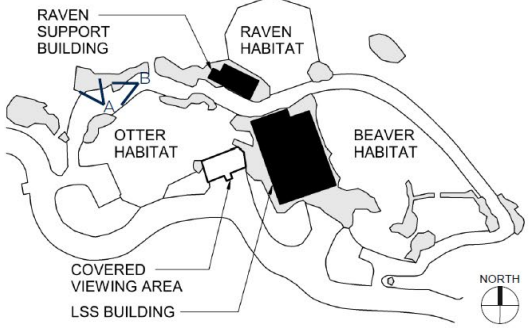 RAVEN
SUPPORT
BUILDING
RAVEN
HABITAT
B
A
OTTER
HABITAT
BEAVER
HABITAT
COVERED
VIEWING AREA
LSS BUILDING
NORTH